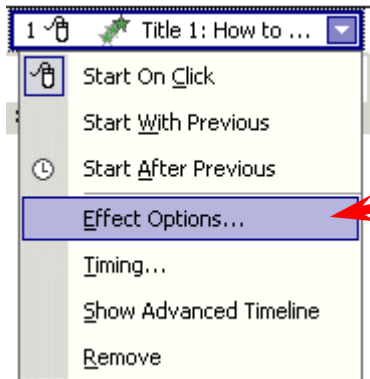 1 Title 1: How to ...
Start On Click
Start With Previous
Start After Previous
Effect Options...
Timing...
Show Advanced Timeline
Remove